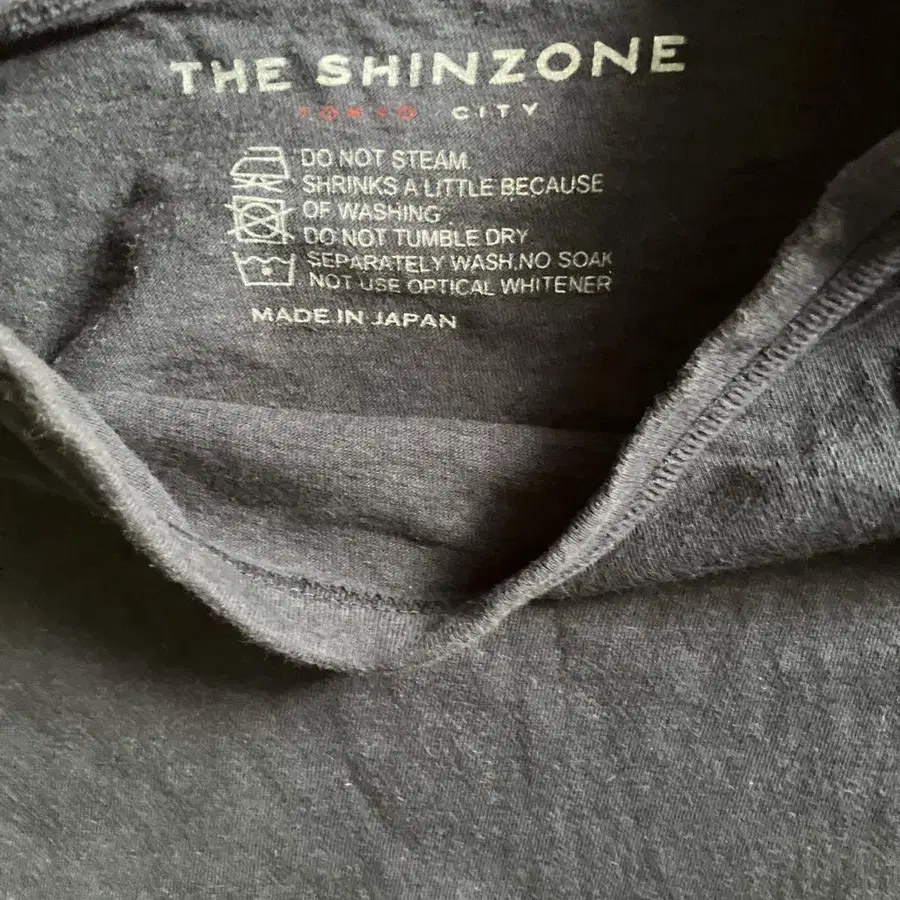 THE SHINZONE
TOKYO CITY
DO NOT STEAM
SHRINKS A LITTLE BECAUSE
OF WASHING
DO NOT TUMBLE DRY
SEPARATELY WASH.NO SOAK
NOT USE OPTICAL WHITENER
MADE IN JAPAN